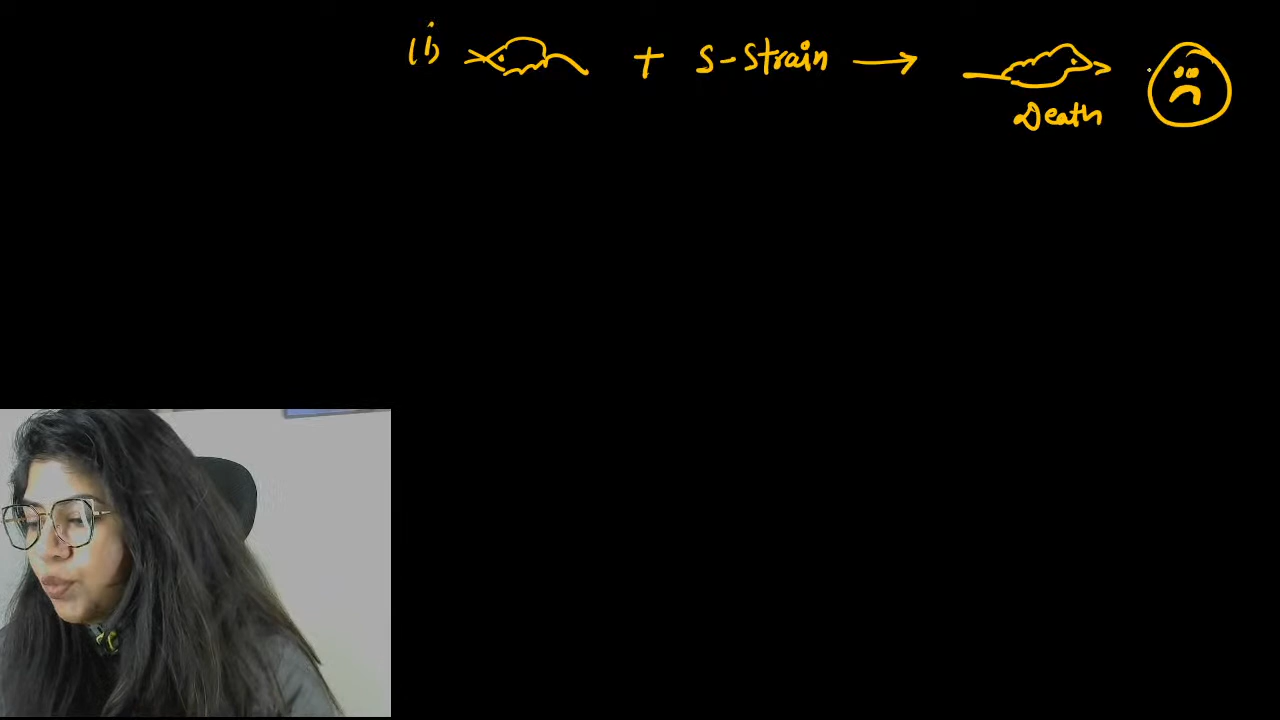 (i) + S-Strain →
Death